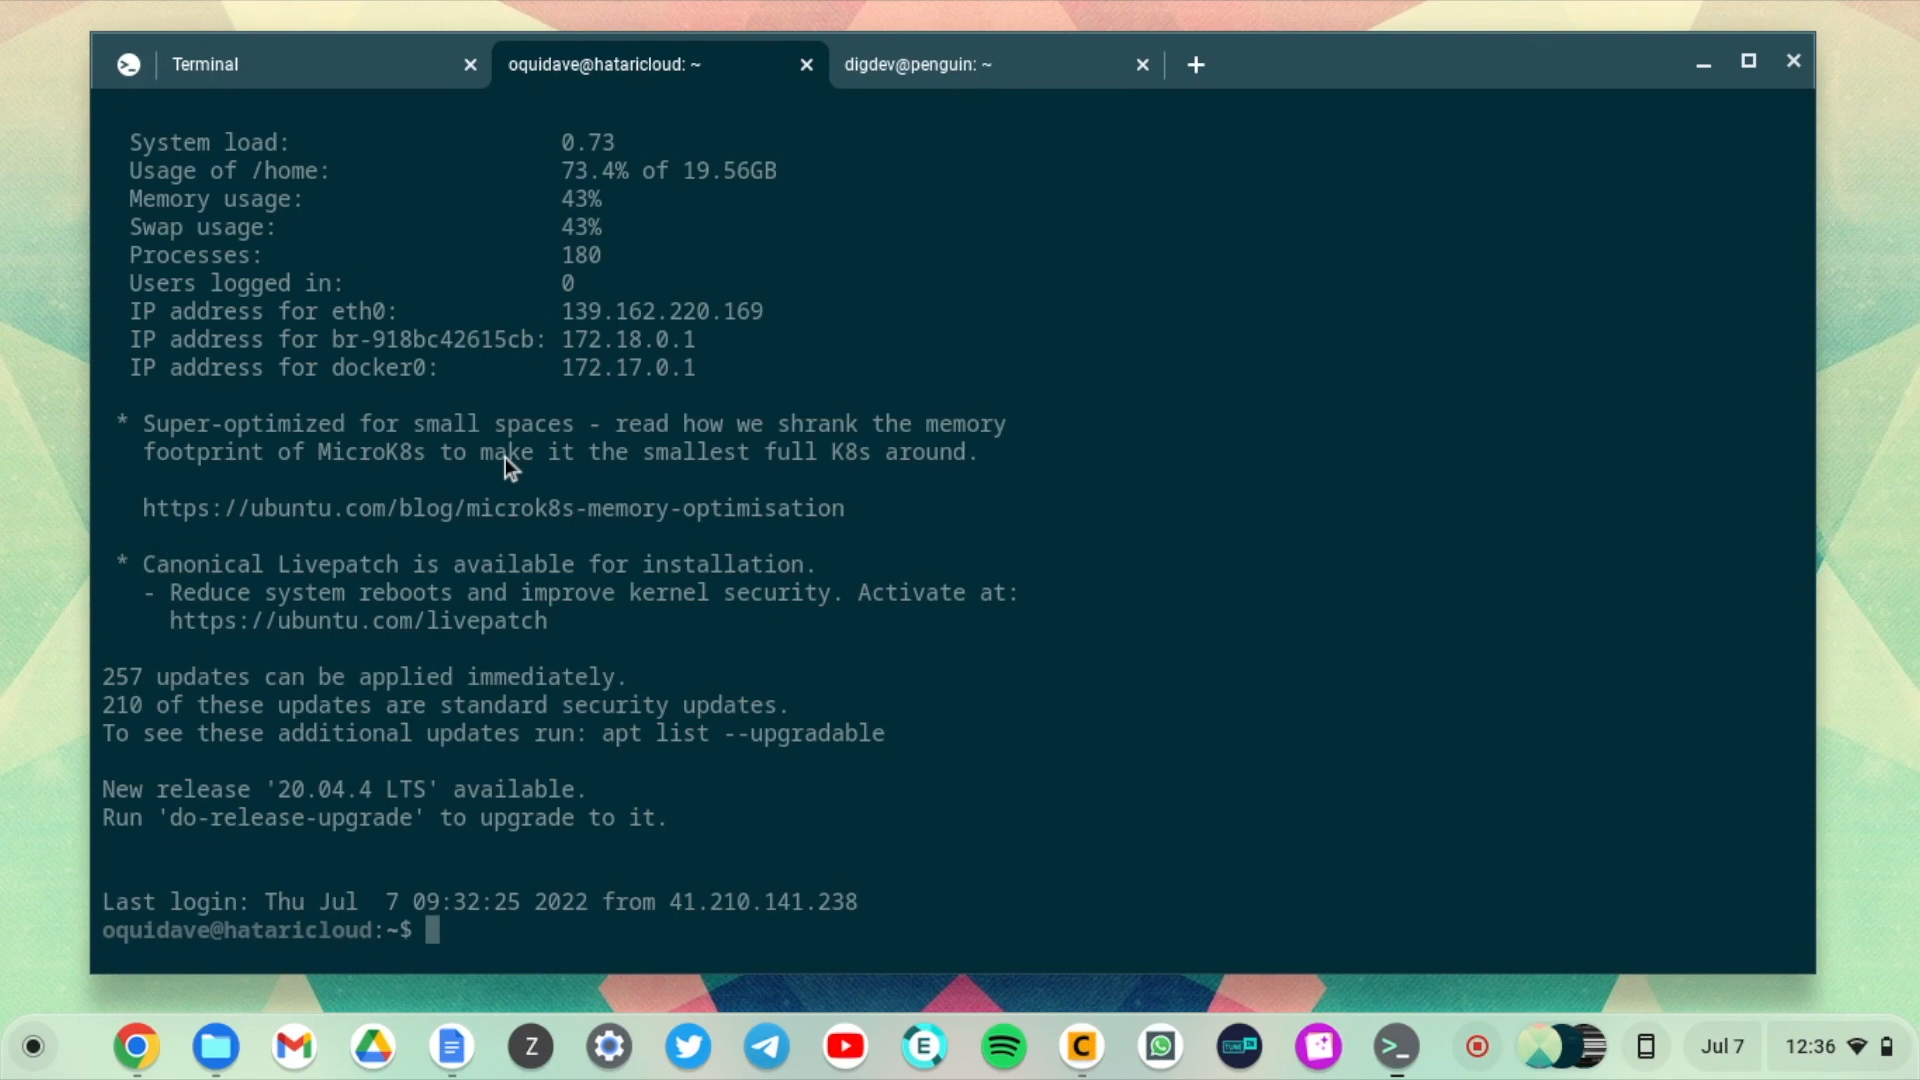 Terminal
oquidave@hataricloud: ~
digdev@penguin: ~
System load: 0.73
Usage of /home: 73.4% of 19.56GB
Memory usage: 43%
Swap usage: 43%
Processes: 180
Users logged in: 0
IP address for eth0: 139.162.220.169
IP address for br-918bc42615cb: 172.18.0.1
IP address for docker0: 172.17.0.1
* Super-optimized for small spaces - read how we shrank the memory
footprint of MicroK8s to make it the smallest full K8s around.
https://ubuntu.com/blog/microk8s-memory-optimisation
* Canonical Livepatch is available for installation.
- Reduce system reboots and improve kernel security. Activate at:
https://ubuntu.com/livepatch
257 updates can be applied immediately.
210 of these updates are standard security updates.
To see these additional updates run: apt list --upgradable
New release '20.04.4 LTS' available.
Run 'do-release-upgrade' to upgrade to it.
Last login: Thu Jul  7 09:32:25 2022 from 41.210.141.238
oquidave@hataricloud:~$
Z
E
C
TUNE IN
>_
Jul 7
12:36